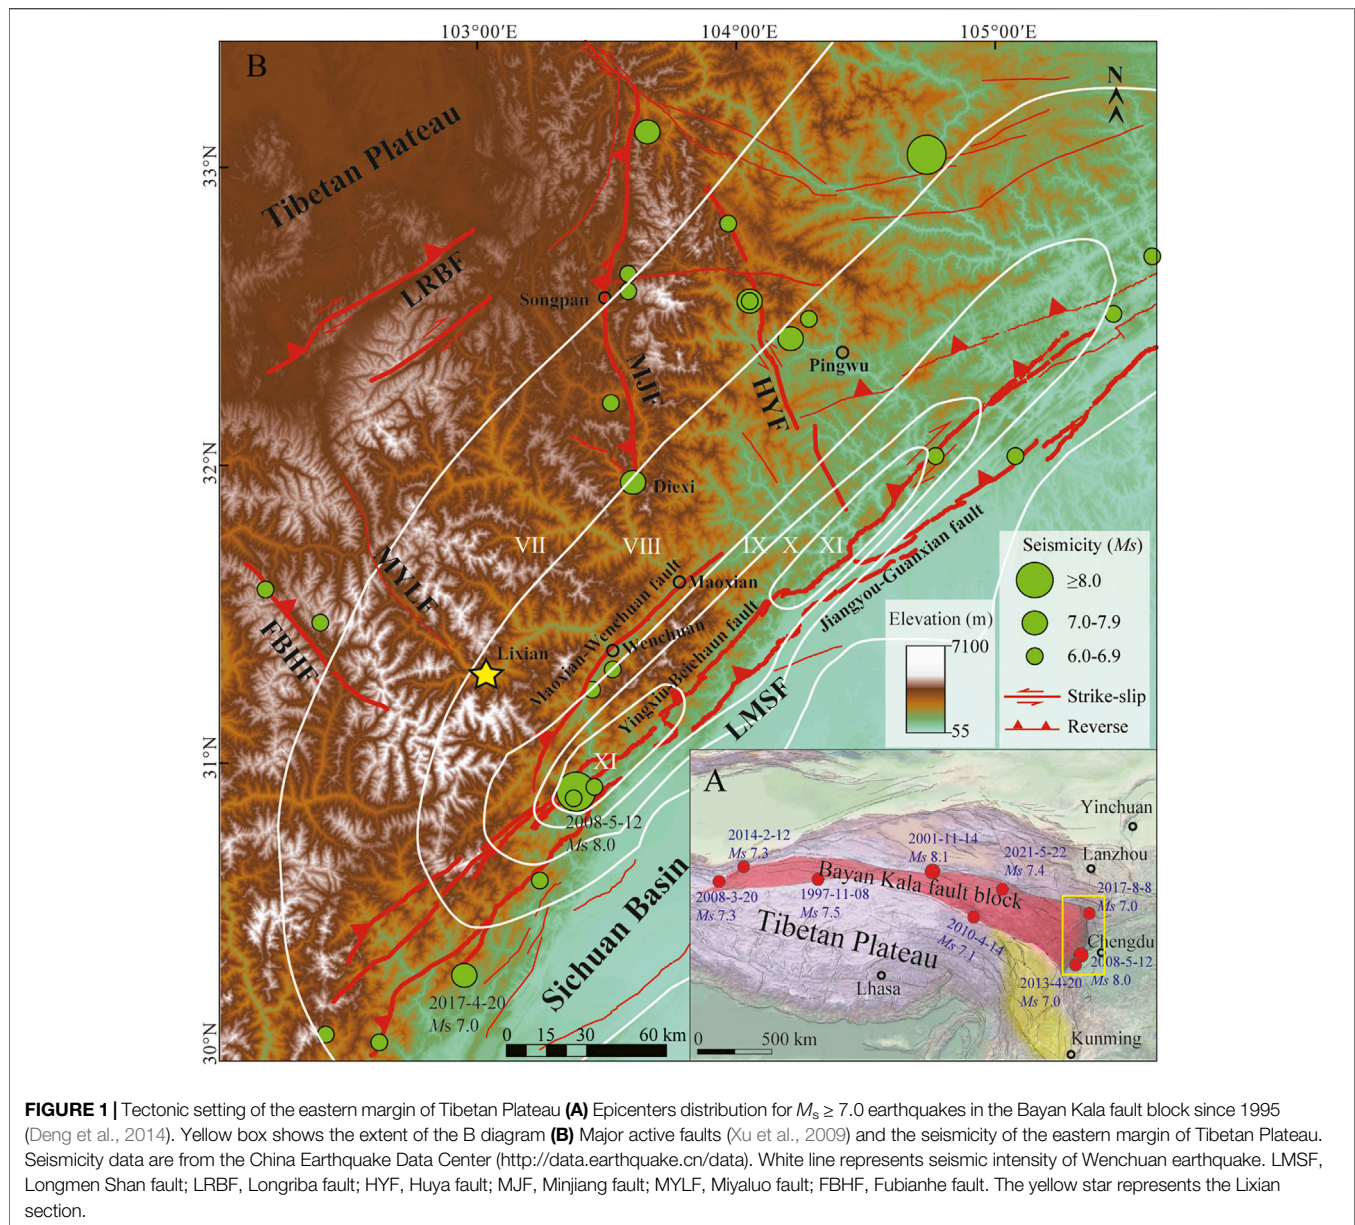 103°00′E
104°00′E
105°00′E
B
N
33°N
32°N
31°N
30°N
Tibetan Plateau
LRBF
Songpan
MJF
HYF
Pingwu
Diexi
VII
VIII
IX
X
XI
MYLF
FBHF
Lixian
Maoxian
Wenchuan
Maoxian-Wenchuan fault
Yingxiu-Beichaun fault
Jiangyou-Guanxian fault
LMSF
XI
2008-5-12
Ms 8.0
2017-4-20
Ms 7.0
Sichuan Basin
0 15 30 60 km
Elevation (m)
7100
55
Seismicity (Ms)
≥8.0
7.0-7.9
6.0-6.9
Strike-slip
Reverse
A
Yinchuan
Lanzhou
2014-2-12
Ms 7.3
2001-11-14
Ms 8.1
2021-5-22
Ms 7.4
2017-8-8
Ms 7.0
2008-3-20
Ms 7.3
1997-11-08
Ms 7.5
Bayan Kala fault block
2010-4-14
Ms 7.1
Tibetan Plateau
Chengdu
2008-5-12
Ms 8.0
2013-4-20
Ms 7.0
Lhasa
Kunming
0 500 km
FIGURE 1 | Tectonic setting of the eastern margin of Tibetan Plateau (A) Epicenters distribution for Ms ≥ 7.0 earthquakes in the Bayan Kala fault block since 1995
(Deng et al., 2014). Yellow box shows the extent of the B diagram (B) Major active faults (Xu et al., 2009) and the seismicity of the eastern margin of Tibetan Plateau.
Seismicity data are from the China Earthquake Data Center (http://data.earthquake.cn/data). White line represents seismic intensity of Wenchuan earthquake. LMSF,
Longmen Shan fault; LRBF, Longriba fault; HYF, Huya fault; MJF, Minjiang fault; MYLF, Miyaluo fault; FBHF, Fubianhe fault. The yellow star represents the Lixian
section.